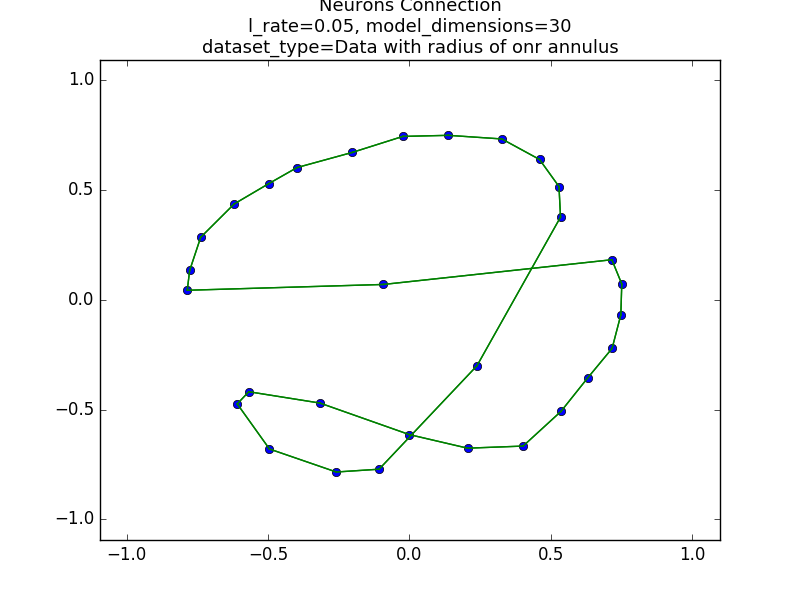 Neurons Connection
l_rate=0.05, model_dimensions=30
dataset_type=Data with radius of onr annulus
1.0
0.5
0.0
−0.5
−1.0
−1.0 −0.5 0.0 0.5 1.0